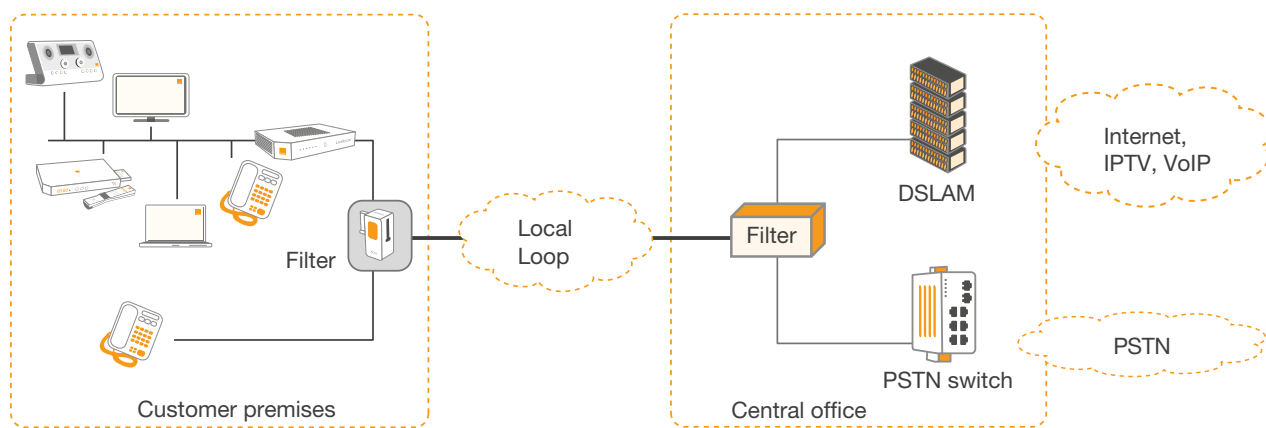 Internet,
IPTV, VoIP
DSLAM
Local
Loop
Filter
Filter
PSTN
PSTN switch
Customer premises
Central office